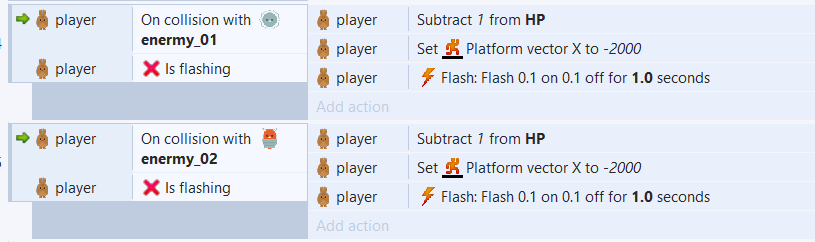 player On collision with player Subtract 1 from HP
enermy_01 player Set Platform vector X to -2000
player Is flashing player Flash: Flash 0.1 on 0.1 off for 1.0 seconds
Add action
player On collision with player Subtract 1 from HP
enermy_02 player Set Platform vector X to -2000
player Is flashing player Flash: Flash 0.1 on 0.1 off for 1.0 seconds
Add action